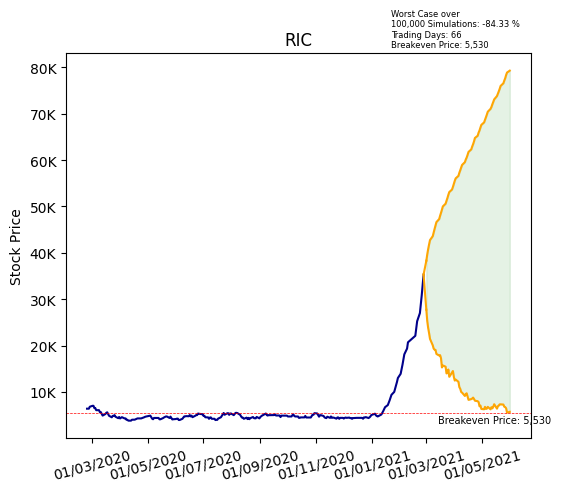 Worst Case over
100,000 Simulations: -84.33 %
Trading Days: 66
Breakeven Price: 5,530
RIC
Stock Price
80K
70K
60K
50K
40K
30K
20K
10K
Breakeven Price: 5,530
01/03/2020
01/05/2020
01/07/2020
01/09/2020
01/11/2020
01/01/2021
01/03/2021
01/05/2021